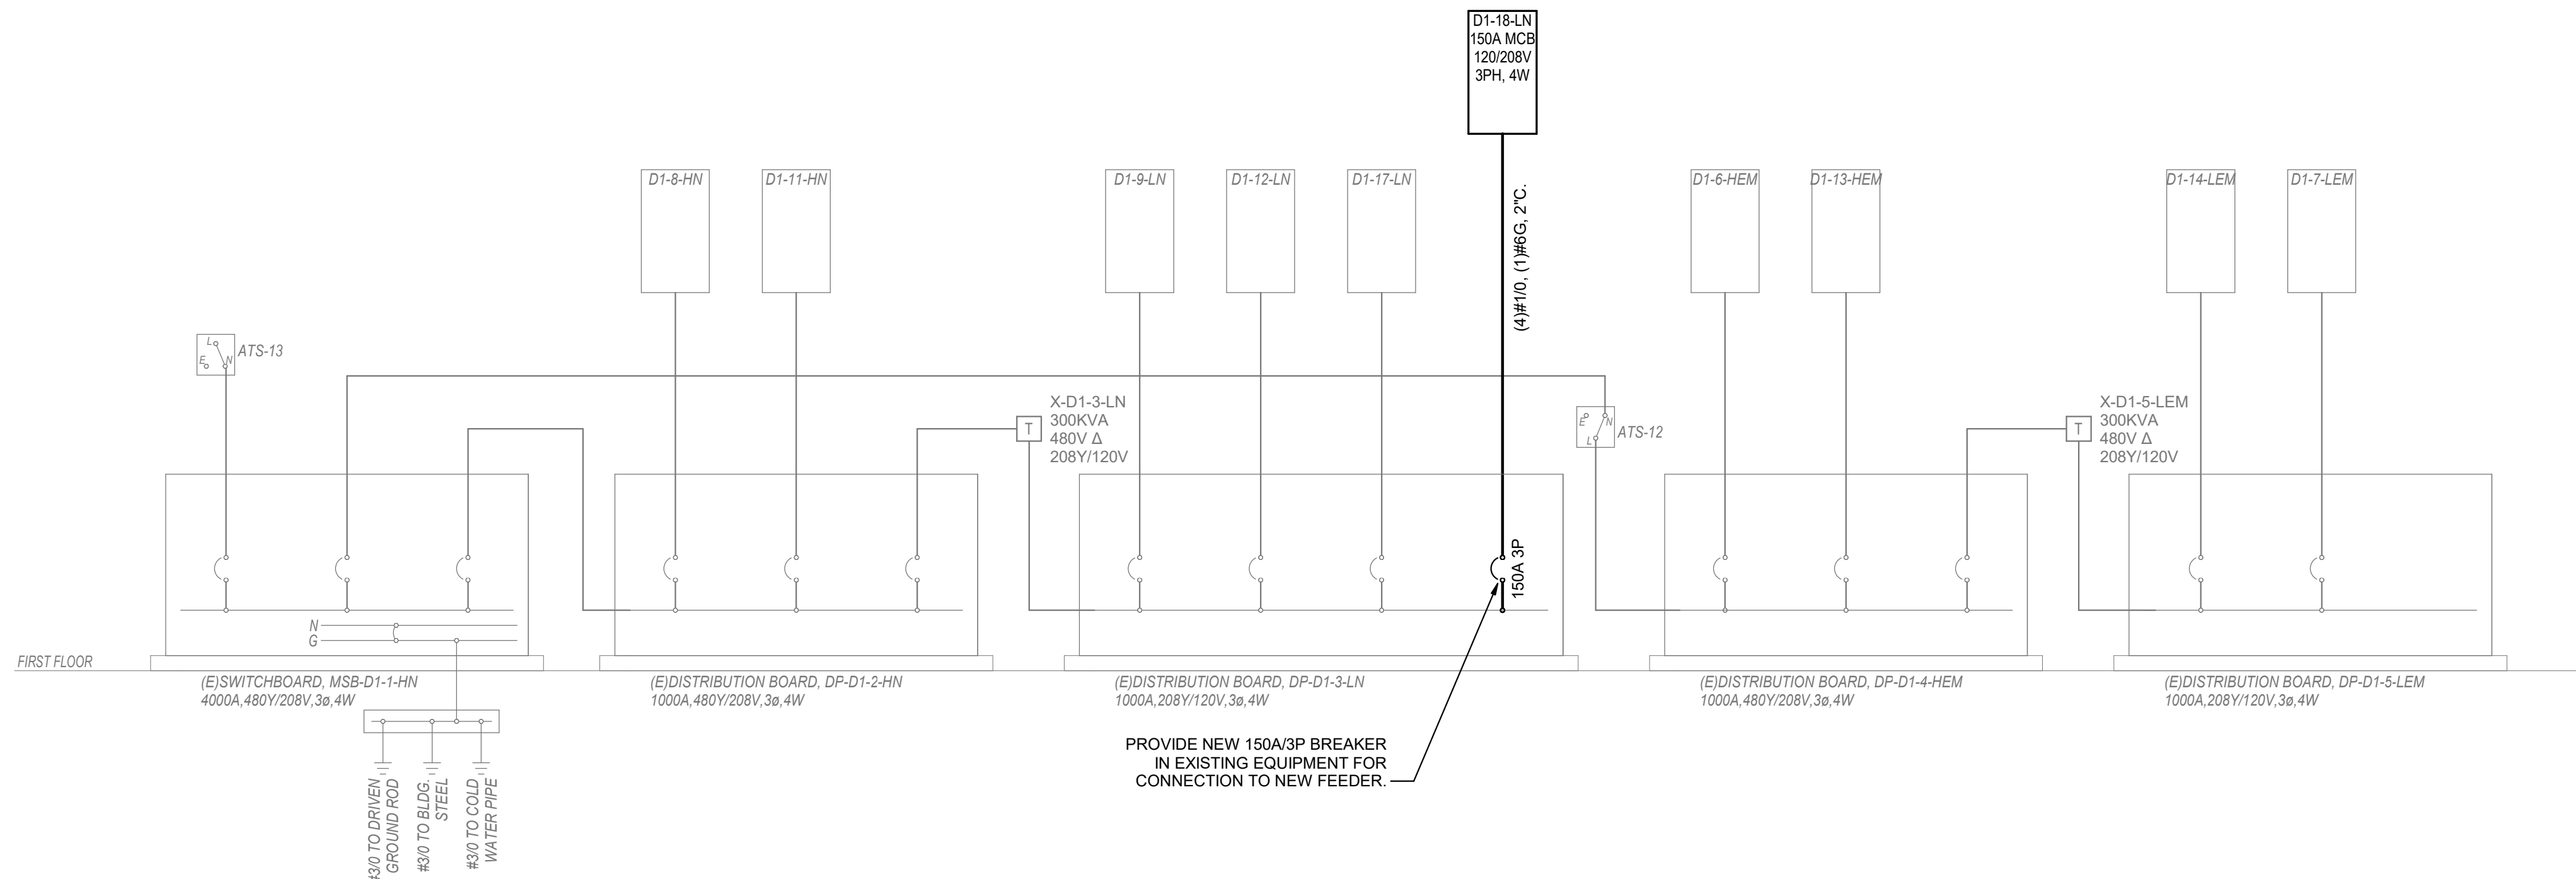 D1-18-LN
150A MCB
120/208V
3PH, 4W
D1-8-HN
D1-11-HN
D1-9-LN
D1-12-LN
D1-17-LN
(4)#1/0, (1)#6G, 2"C.
D1-6-HEM
D1-13-HEM
D1-14-LEM
D1-7-LEM
L
E
N
ATS-13
X-D1-3-LN
300KVA
480V Δ
208Y/120V
T
E
N
L
ATS-12
X-D1-5-LEM
300KVA
480V Δ
208Y/120V
T
150A 3P
N
G
FIRST FLOOR
(E)SWITCHBOARD, MSB-D1-1-HN
4000A,480Y/208V,3ø,4W
(E)DISTRIBUTION BOARD, DP-D1-2-HN
1000A,480Y/208V,3ø,4W
(E)DISTRIBUTION BOARD, DP-D1-3-LN
1000A,208Y/120V,3ø,4W
(E)DISTRIBUTION BOARD, DP-D1-4-HEM
1000A,480Y/208V,3ø,4W
(E)DISTRIBUTION BOARD, DP-D1-5-LEM
1000A,208Y/120V,3ø,4W
PROVIDE NEW 150A/3P BREAKER
IN EXISTING EQUIPMENT FOR
CONNECTION TO NEW FEEDER.
#3/0 TO DRIVEN
GROUND ROD
#3/0 TO BLDG.
STEEL
#3/0 TO COLD
WATER PIPE